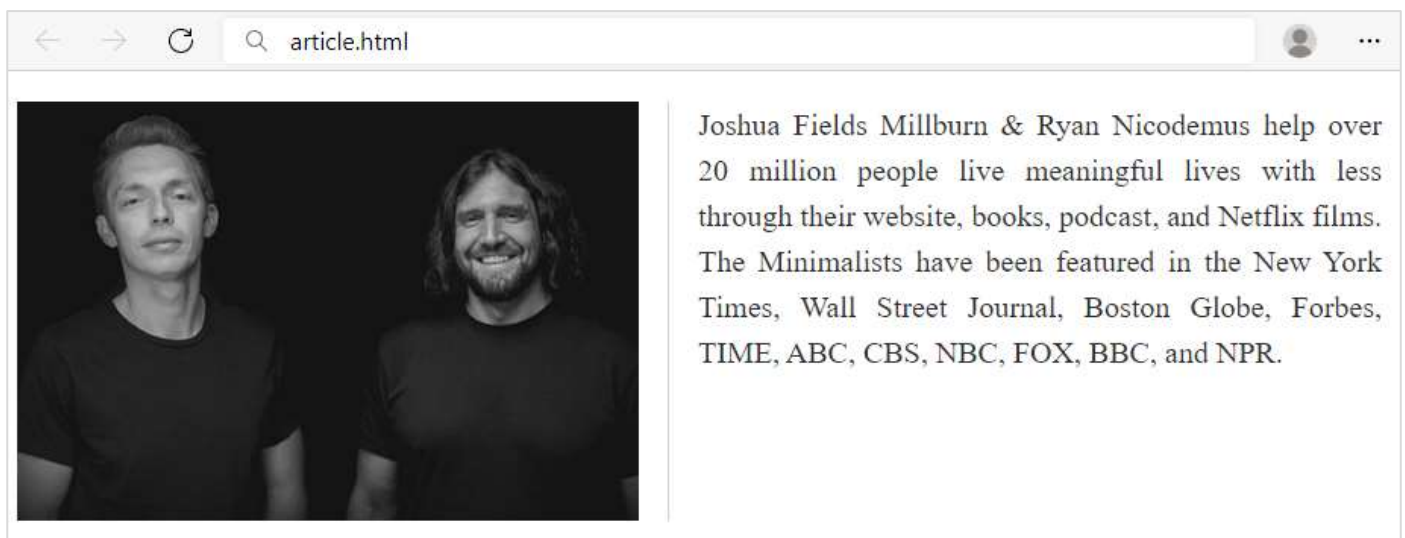 article.html
Joshua Fields Millburn & Ryan Nicodemus help over
20 million people live meaningful lives with less
through their website, books, podcast, and Netflix films.
The Minimalists have been featured in the New York
Times, Wall Street Journal, Boston Globe, Forbes,
TIME, ABC, CBS, NBC, FOX, BBC, and NPR.